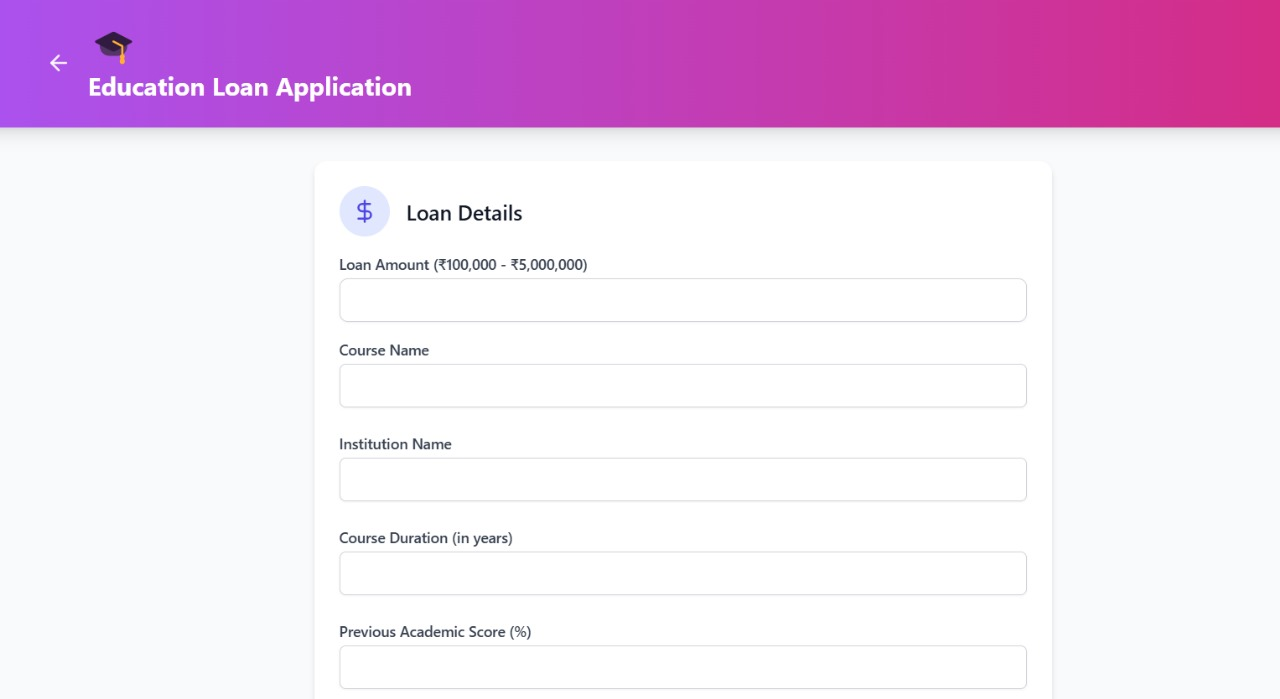 Education Loan Application
$
Loan Details
Loan Amount (₹100,000 - ₹5,000,000)
Course Name
Institution Name
Course Duration (in years)
Previous Academic Score (%)